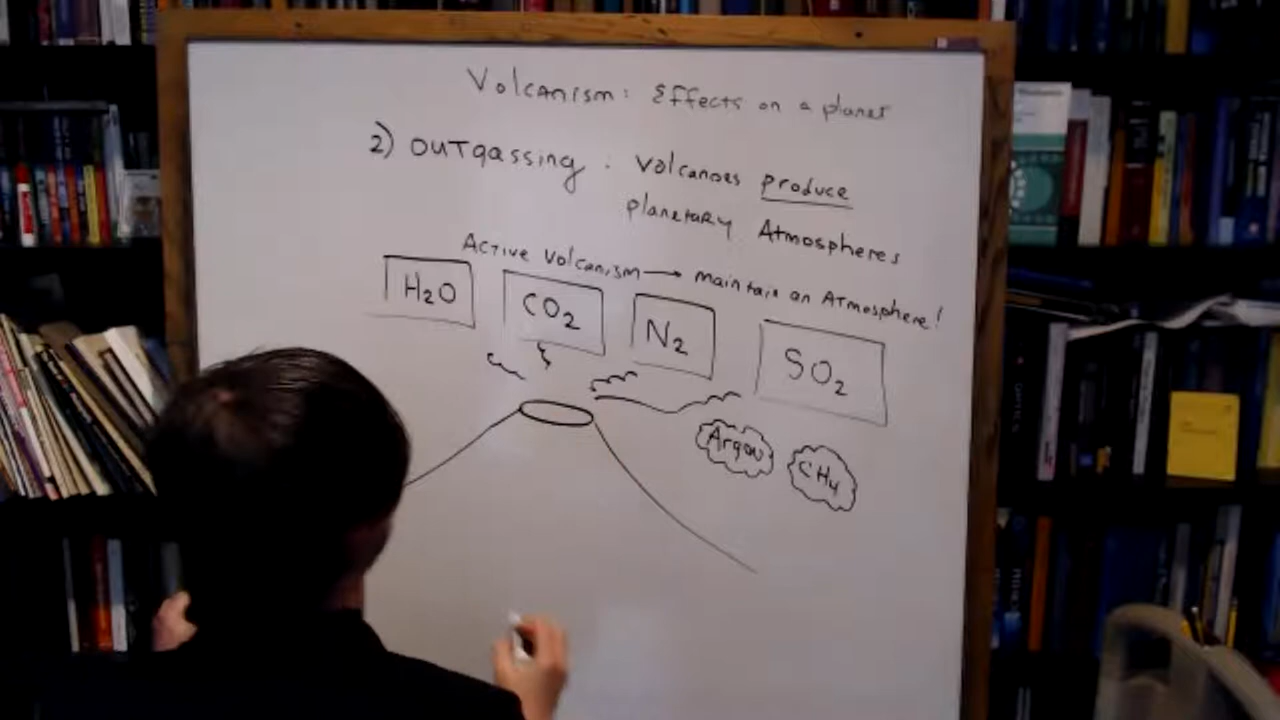 Volcanism: Effects on a planet
2) OUTgassing : Volcanoes produce
planetary Atmospheres
Active Volcanism → maintain an Atmosphere!
H₂O CO₂ N₂ SO₂
Argon CH₄